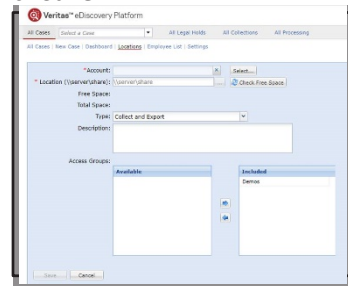 Veritas™ eDiscovery Platform
All Cases Select a Case All Legal Holds All Collections All Processing
All Cases | New Case | Dashboard | Locations | Employee List | Settings
*Account: Select...
* Location (\\server\share): \\server\share ... Check Free Space
Free Space:
Total Space:
Type: Collect and Export
Description:
Access Groups:
Available Included
Demos
Save Cancel